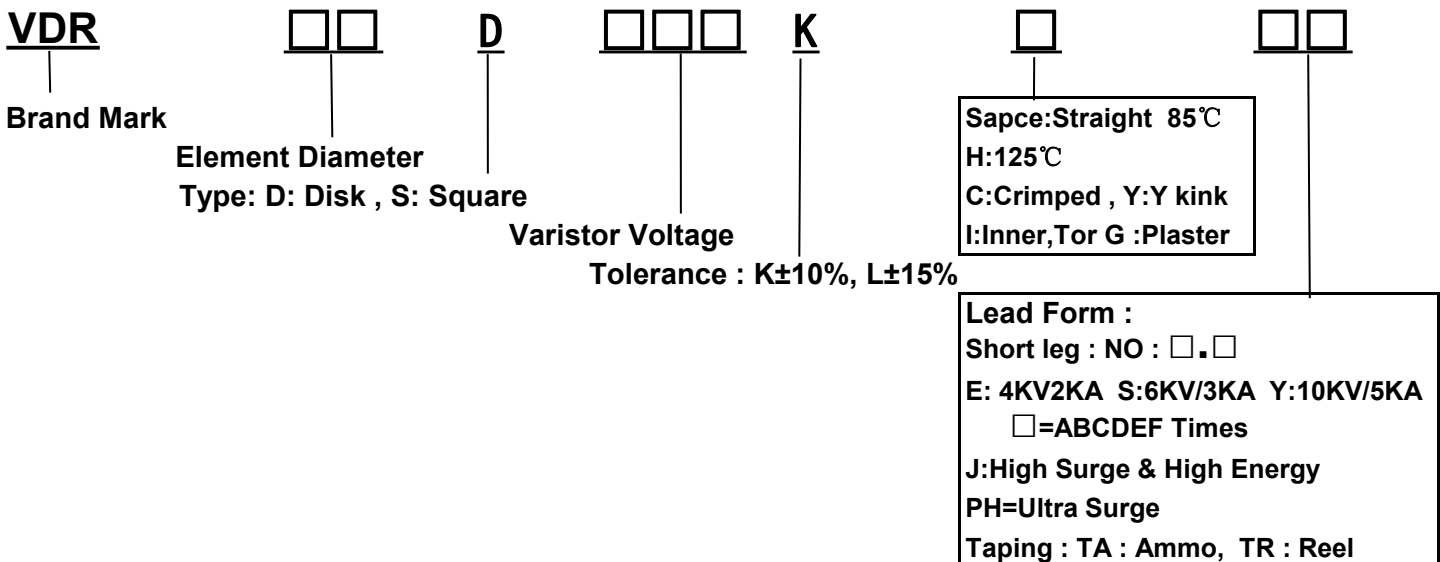 VDR □□ D □□□ K □ □□
Brand Mark
Element Diameter
Type: D: Disk , S: Square
Varistor Voltage
Tolerance : K±10%, L±15%
Sapce:Straight 85℃
H:125℃
C:Crimped , Y:Y kink
I:Inner,Tor G :Plaster
Lead Form :
Short leg : NO : □.□
E: 4KV2KA S:6KV/3KA Y:10KV/5KA
□=ABCDEF Times
J:High Surge & High Energy
PH=Ultra Surge
Taping : TA : Ammo, TR : Reel